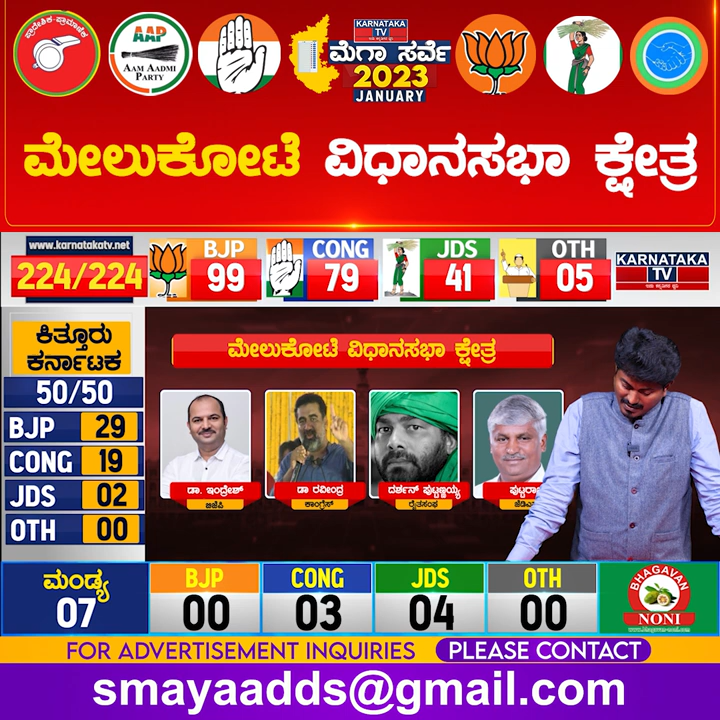 ಪ್ರಾದೇಶಿಕ-ಪ್ರಾಮಾಣಿಕ
AAP
AAM AADMI
PARTY
KARNATAKA
TV
ಮೆಗಾ ಸರ್ವೆ
2023
JANUARY
ಮೇಲುಕೋಟೆ ವಿಧಾನಸಭಾ ಕ್ಷೇತ್ರ
www.karnatakatv.net
224/224
BJP
99
CONG
79
JDS
41
OTH
05
KARNATAKA
TV
ಕಿತ್ತೂರು
ಕರ್ನಾಟಕ
50/50
BJP 29
CONG 19
JDS 02
OTH 00
ಮೇಲುಕೋಟೆ ವಿಧಾನಸಭಾ ಕ್ಷೇತ್ರ
ಡಾ. ಇಂದ್ರೇಶ್
ಬಿಜೆಪಿ
ಡಾ ರವೀಂದ್ರ
ಕಾಂಗ್ರೆಸ್
ದರ್ಶನ್ ಪುಟ್ಟಣ್ಣಯ್ಯ
ರೈತಸಂಘ
ಪುಟ್ಟರಾ
ಜೆಡಿಎ
ಮಂಡ್ಯ
07
BJP
00
CONG
03
JDS
04
OTH
00
BHAGAVAN
NONI
FOR ADVERTISEMENT INQUIRIES PLEASE CONTACT
smayaadds@gmail.com